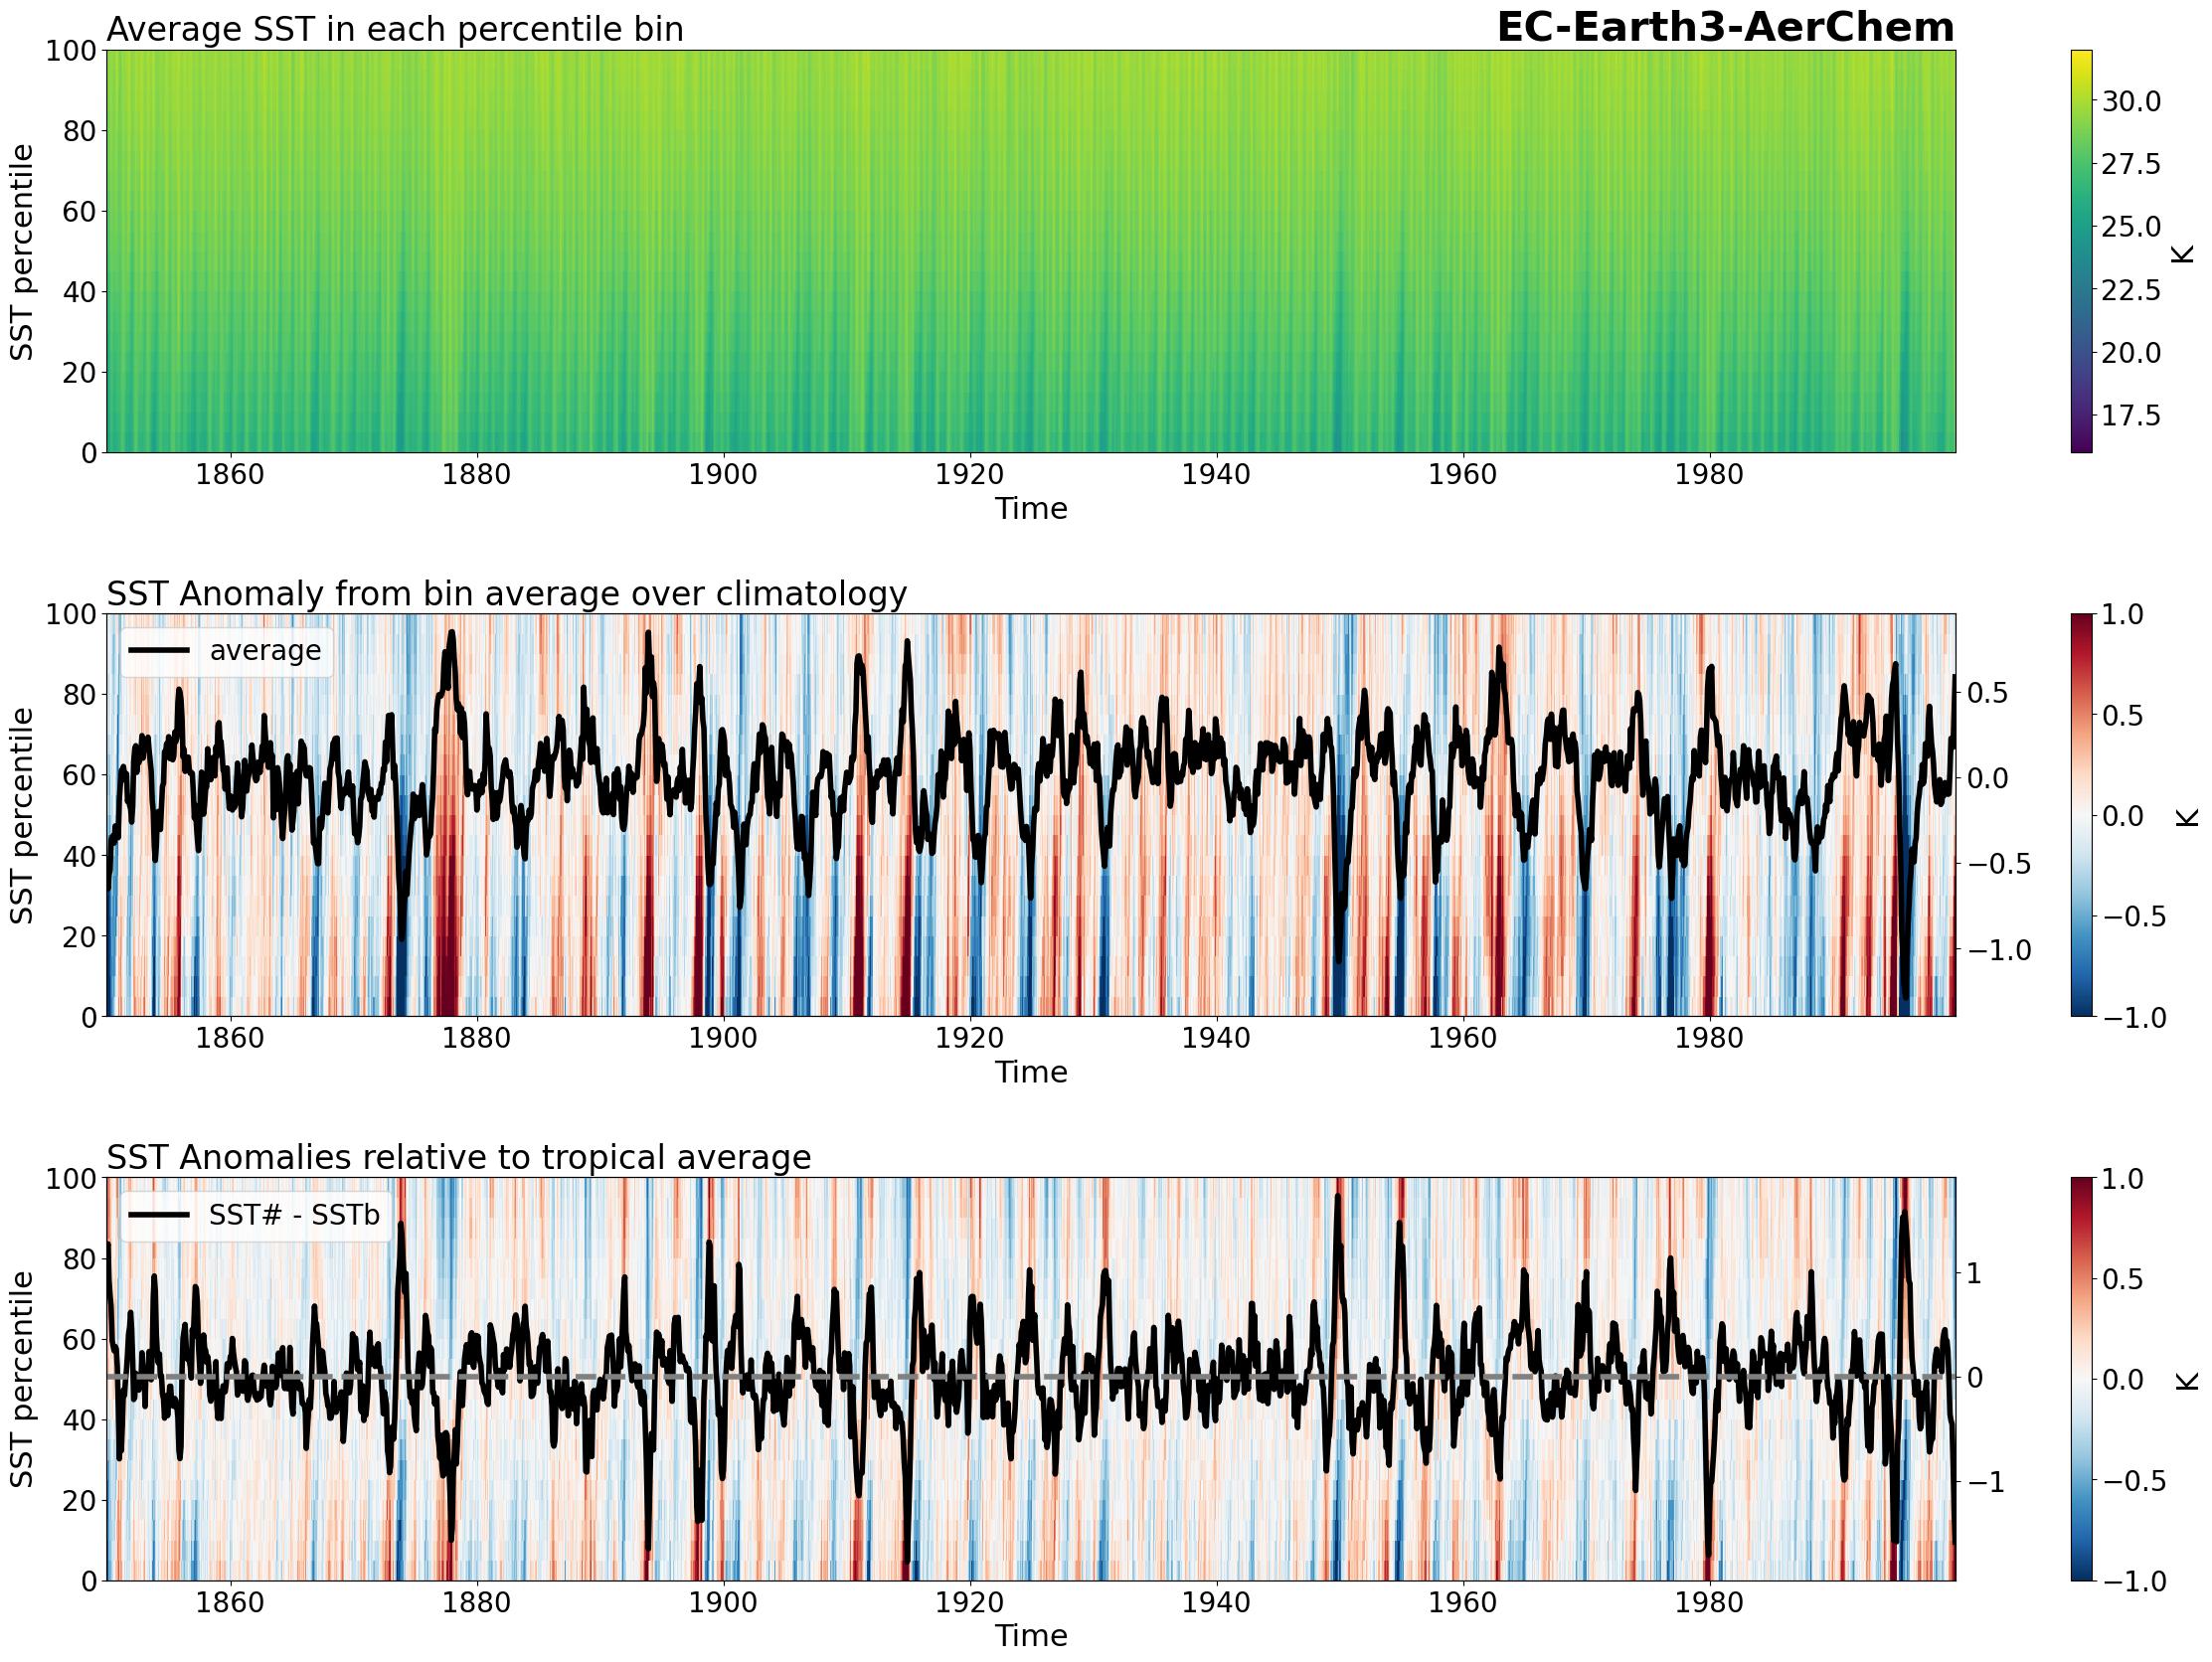 Average SST in each percentile bin
EC-Earth3-AerChem
100
80
60
40
20
0
SST percentile
1860 1880 1900 1920 1940 1960 1980
Time
30.0
27.5
25.0
22.5
20.0
17.5
K
SST Anomaly from bin average over climatology
average
100
80
60
40
20
0
SST percentile
1860 1880 1900 1920 1940 1960 1980
Time
0.5
0.0
−0.5
−1.0
1.0
0.5
0.0
−0.5
−1.0
K
SST Anomalies relative to tropical average
SST# - SSTb
100
80
60
40
20
0
SST percentile
1860 1880 1900 1920 1940 1960 1980
Time
1
0
−1
1.0
0.5
0.0
−0.5
−1.0
K